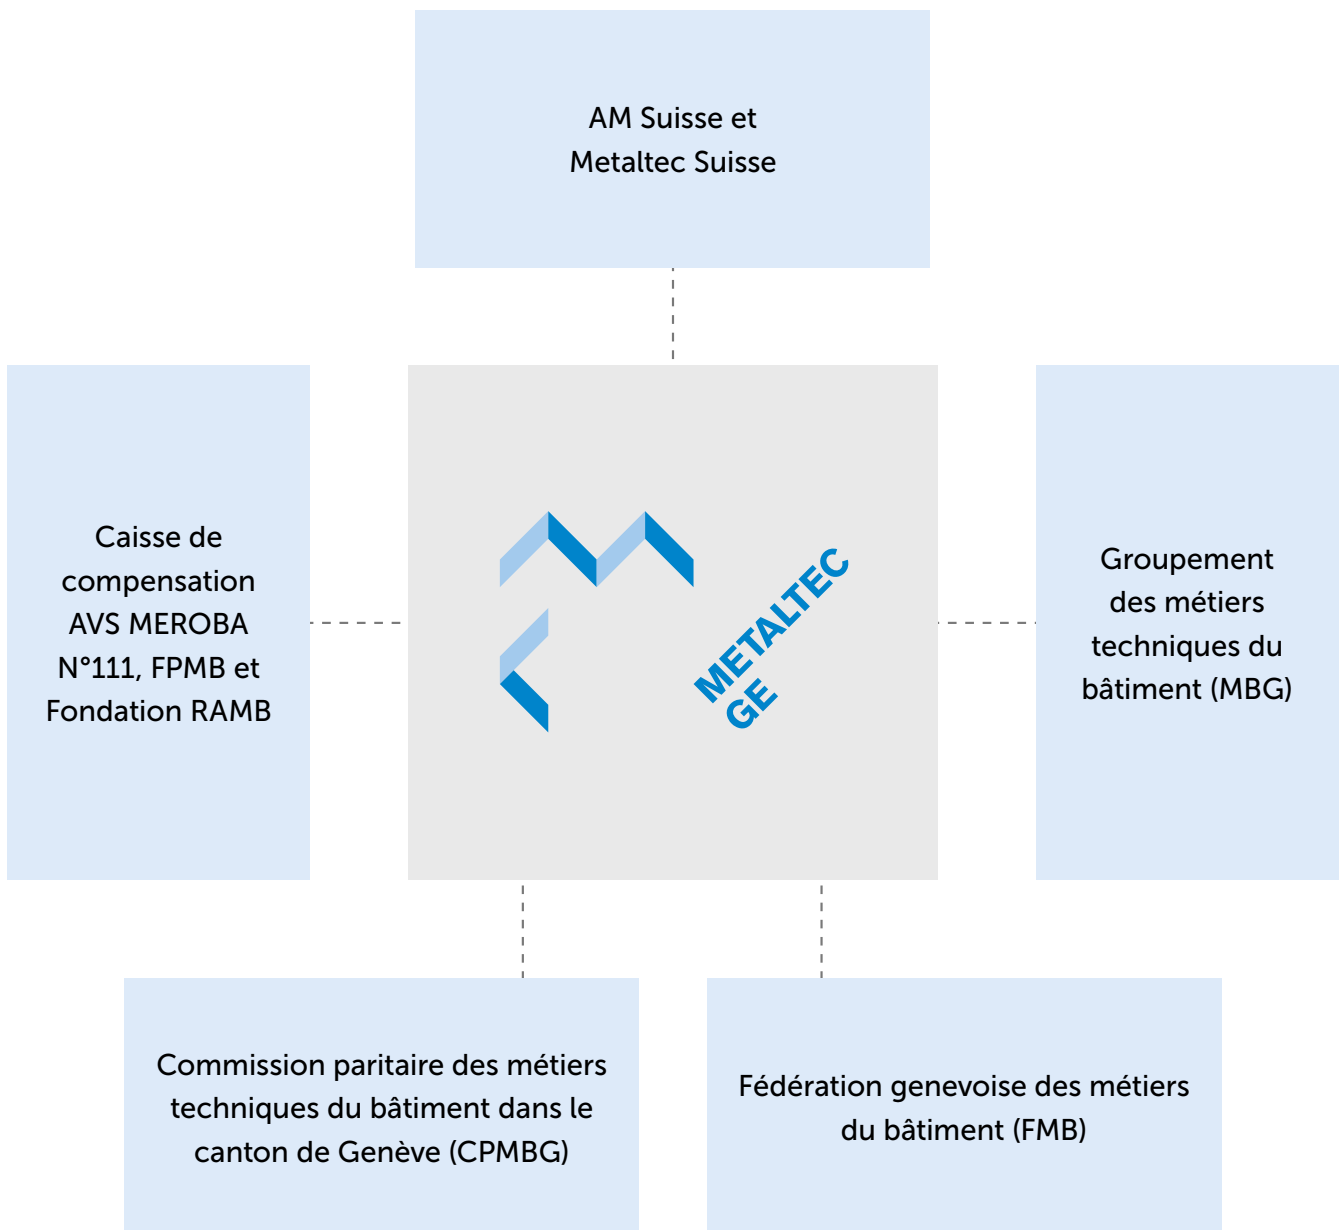 AM Suisse et
Metaltec Suisse
Caisse de
compensation
AVS MEROBA
N°111, FPMB et
Fondation RAMB
METALTEC
GE
Groupement
des métiers
techniques du
bâtiment (MBG)
Commission paritaire des métiers
techniques du bâtiment dans le
canton de Genève (CPMBG)
Fédération genevoise des métiers
du bâtiment (FMB)